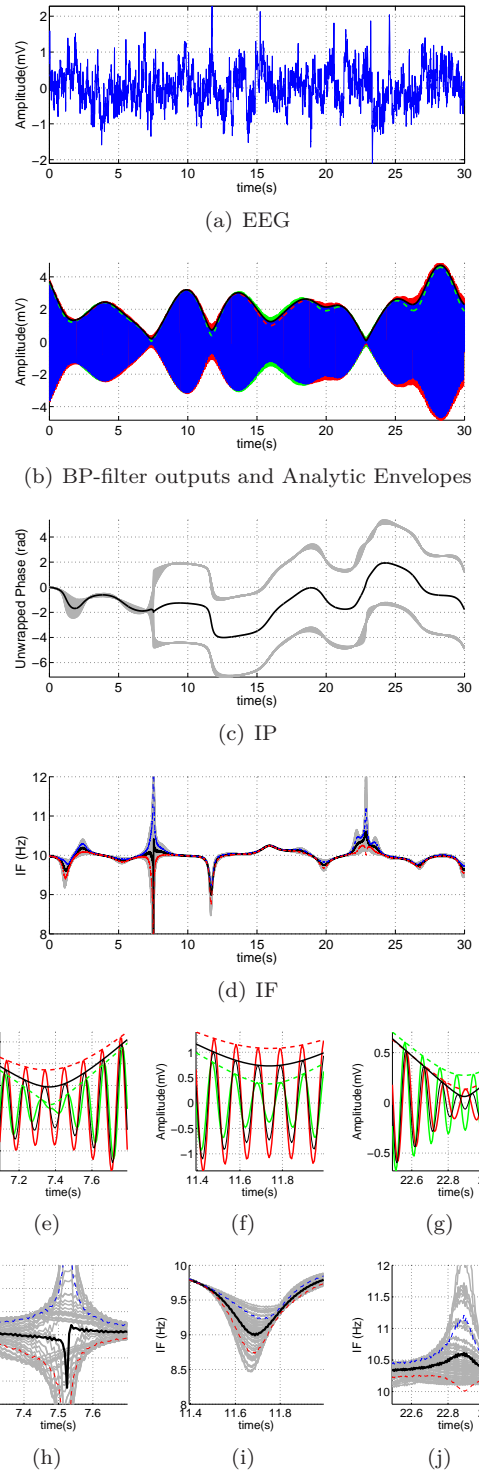 2
1
0
−1
−2
Amplitude(mV)
0 5 10 15 20 25 30
time(s)
(a) EEG
4
2
0
−2
−4
Amplitude(mV)
0 5 10 15 20 25 30
time(s)
(b) BP-filter outputs and Analytic Envelopes
4
2
0
−2
−4
−6
Unwrapped Phase (rad)
0 5 10 15 20 25 30
time(s)
(c) IP
12
11
10
9
8
IF (Hz)
0 5 10 15 20 25 30
time(s)
(d) IF
7.2 7.4 7.6
time(s)
(e)
1
0.5
0
−0.5
−1
Amplitude(mV)
11.4 11.6 11.8
time(s)
(f)
0.5
0
−0.5
Amplitude(mV)
22.6 22.8
time(s)
(g)
7.4 7.5 7.6
time(s)
(h)
10
9.5
9
8.5
8
IF (Hz)
11.4 11.6 11.8
time(s)
(i)
12
11.5
11
10.5
10
IF (Hz)
22.6 22.8
time(s)
(j)